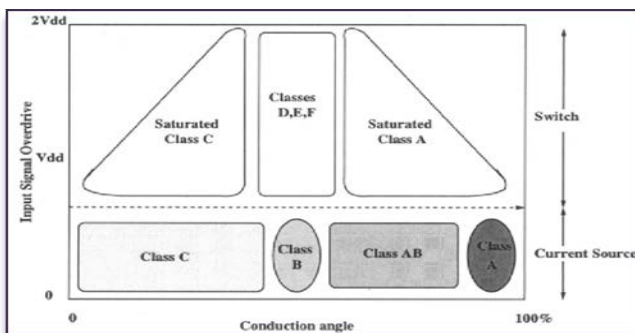 2Vdd
Input Signal Overdrive
Vdd
0
Saturated
Class C
Classes
D,E,F
Saturated
Class A
Switch
Class C
Class
B
Class AB
Class
A
Current Source
0
Conduction angle
100%